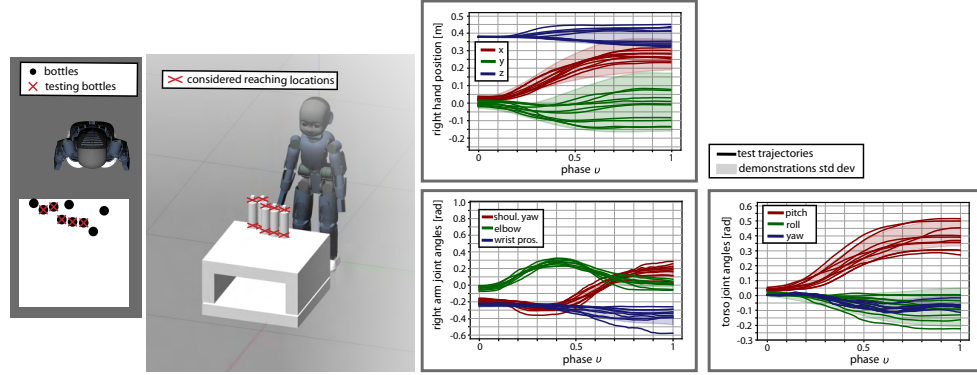 bottles
testing bottles
considered reaching locations
right hand position [m]
0.5
0.4
0.3
0.2
0.1
0.0
-0.1
-0.2
x
y
z
0
0.5
1
phase υ
test trajectories
demonstrations std dev
right arm joint angles [rad]
1.0
0.8
0.6
0.4
0.2
0.0
-0.2
-0.4
-0.6
shoul. yaw
elbow
wrist pros.
0
0.5
1
phase υ
torso joint angles [rad]
0.6
0.5
0.4
0.3
0.2
0.1
0.0
-0.1
-0.2
-0.3
pitch
roll
yaw
0
0.5
1
phase υ